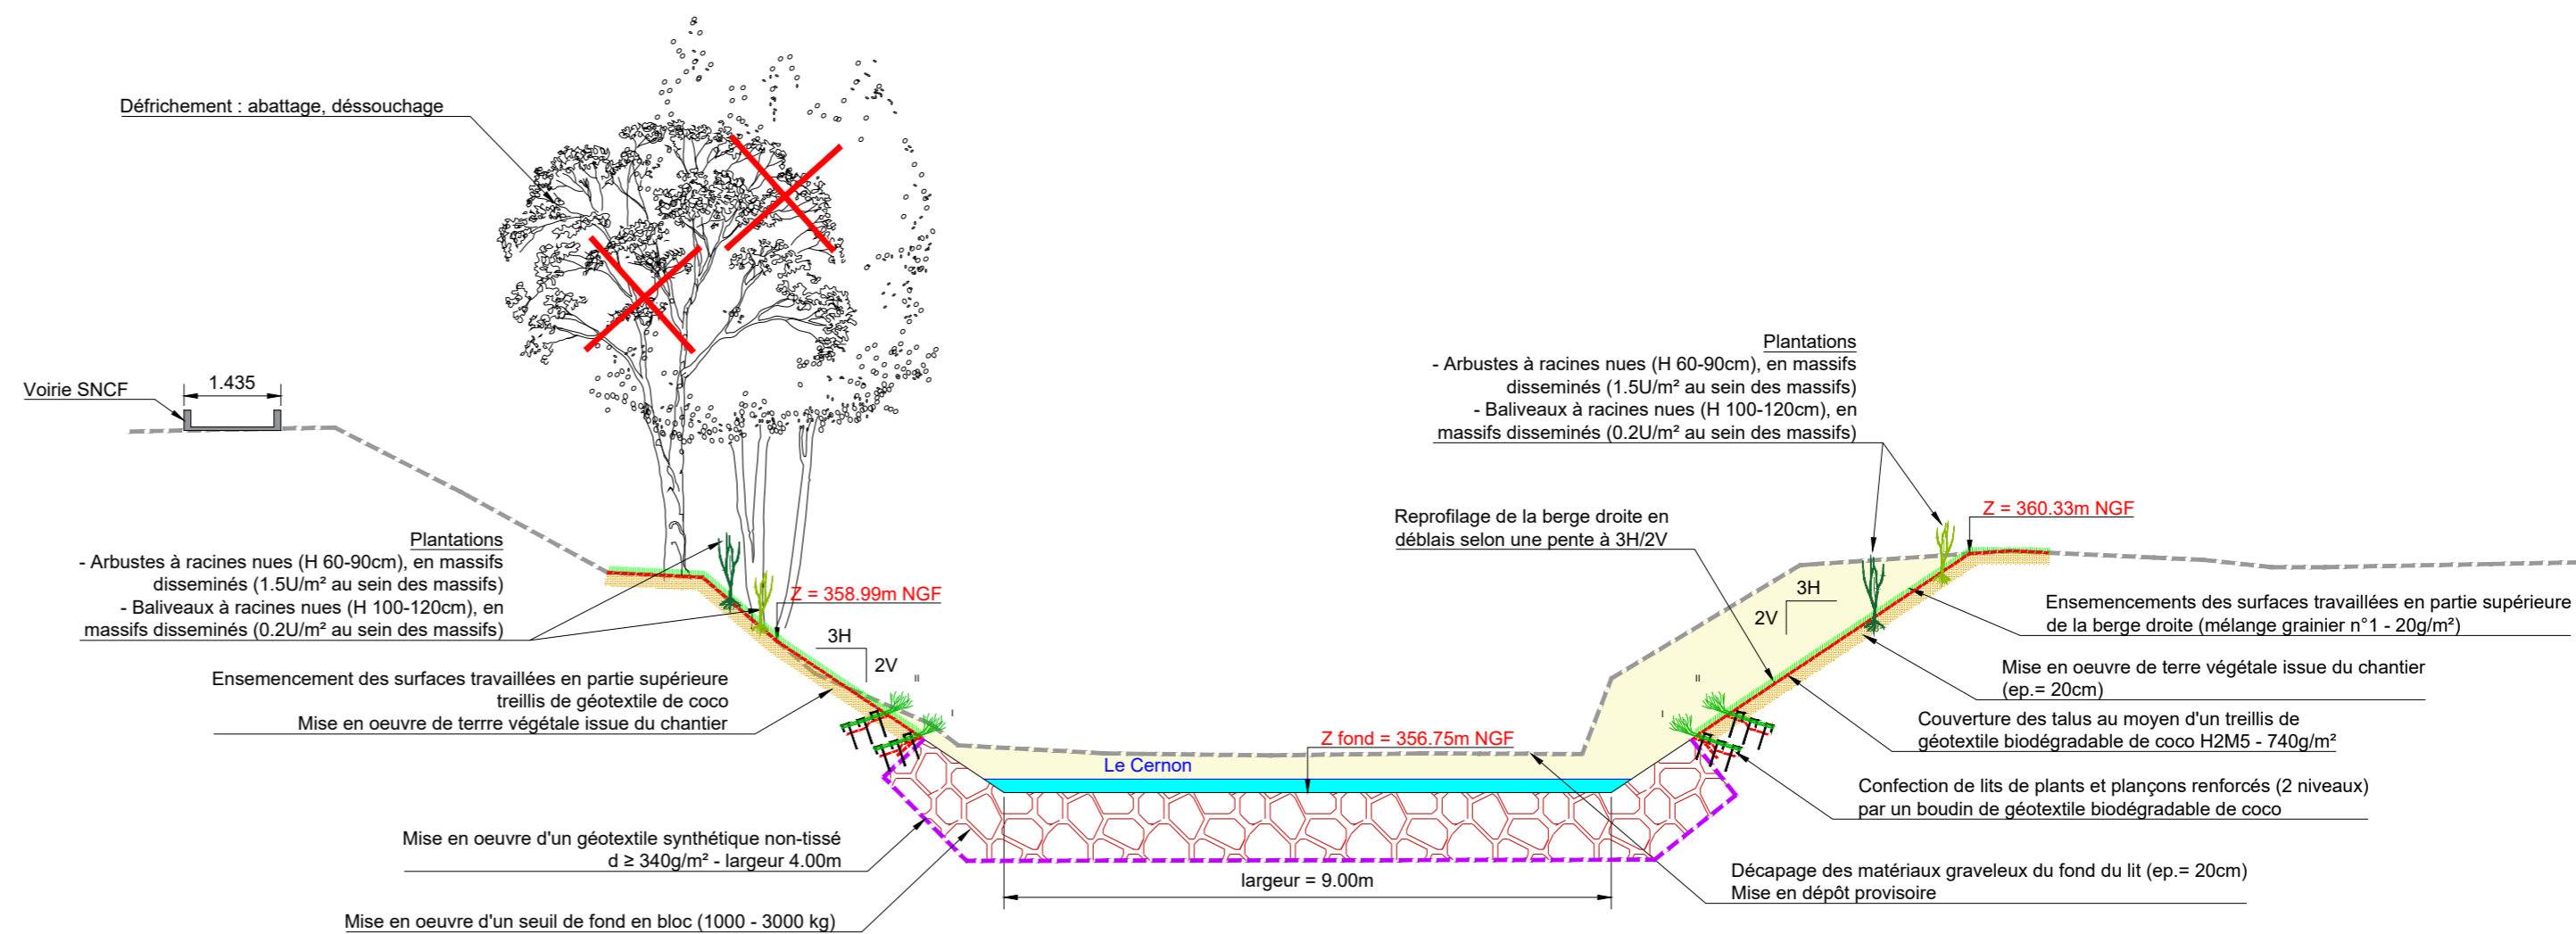 Défrichement : abattage, déssouchage
Voirie SNCF
1.435
Plantations
- Arbustes à racines nues (H 60-90cm), en massifs
disseminés (1.5U/m² au sein des massifs)
- Baliveaux à racines nues (H 100-120cm), en
massifs disseminés (0.2U/m² au sein des massifs)
Z = 358.99m NGF
3H
2V
Ensemencement des surfaces travaillées en partie supérieure
treillis de géotextile de coco
Mise en oeuvre de terrre végétale issue du chantier
II
I
Mise en oeuvre d'un géotextile synthétique non-tissé
d ≥ 340g/m² - largeur 4.00m
Mise en oeuvre d'un seuil de fond en bloc (1000 - 3000 kg)
Le Cernon
Z fond = 356.75m NGF
largeur = 9.00m
Plantations
- Arbustes à racines nues (H 60-90cm), en massifs
disseminés (1.5U/m² au sein des massifs)
- Baliveaux à racines nues (H 100-120cm), en
massifs disseminés (0.2U/m² au sein des massifs)
Reprofilage de la berge droite en
déblais selon une pente à 3H/2V
Z = 360.33m NGF
3H
2V
II
I
Ensemencements des surfaces travaillées en partie supérieure
de la berge droite (mélange grainier n°1 - 20g/m²)
Mise en oeuvre de terre végétale issue du chantier
(ep.= 20cm)
Couverture des talus au moyen d'un treillis de
géotextile biodégradable de coco H2M5 - 740g/m²
Confection de lits de plants et plançons renforcés (2 niveaux)
par un boudin de géotextile biodégradable de coco
Décapage des matériaux graveleux du fond du lit (ep.= 20cm)
Mise en dépôt provisoire